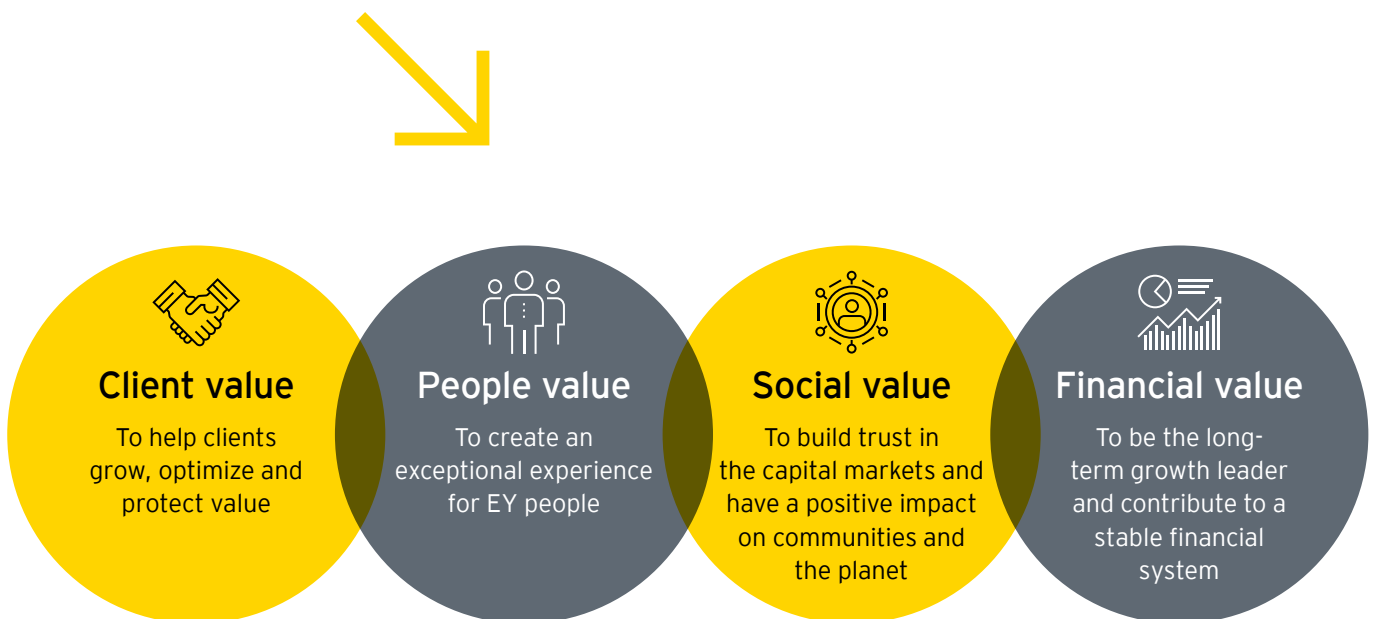 Client value
To help clients
grow, optimize and
protect value
People value
To create an
exceptional experience
for EY people
Social value
To build trust in
the capital markets and
have a positive impact
on communities and
the planet
Financial value
To be the long-
term growth leader
and contribute to a
stable financial
system